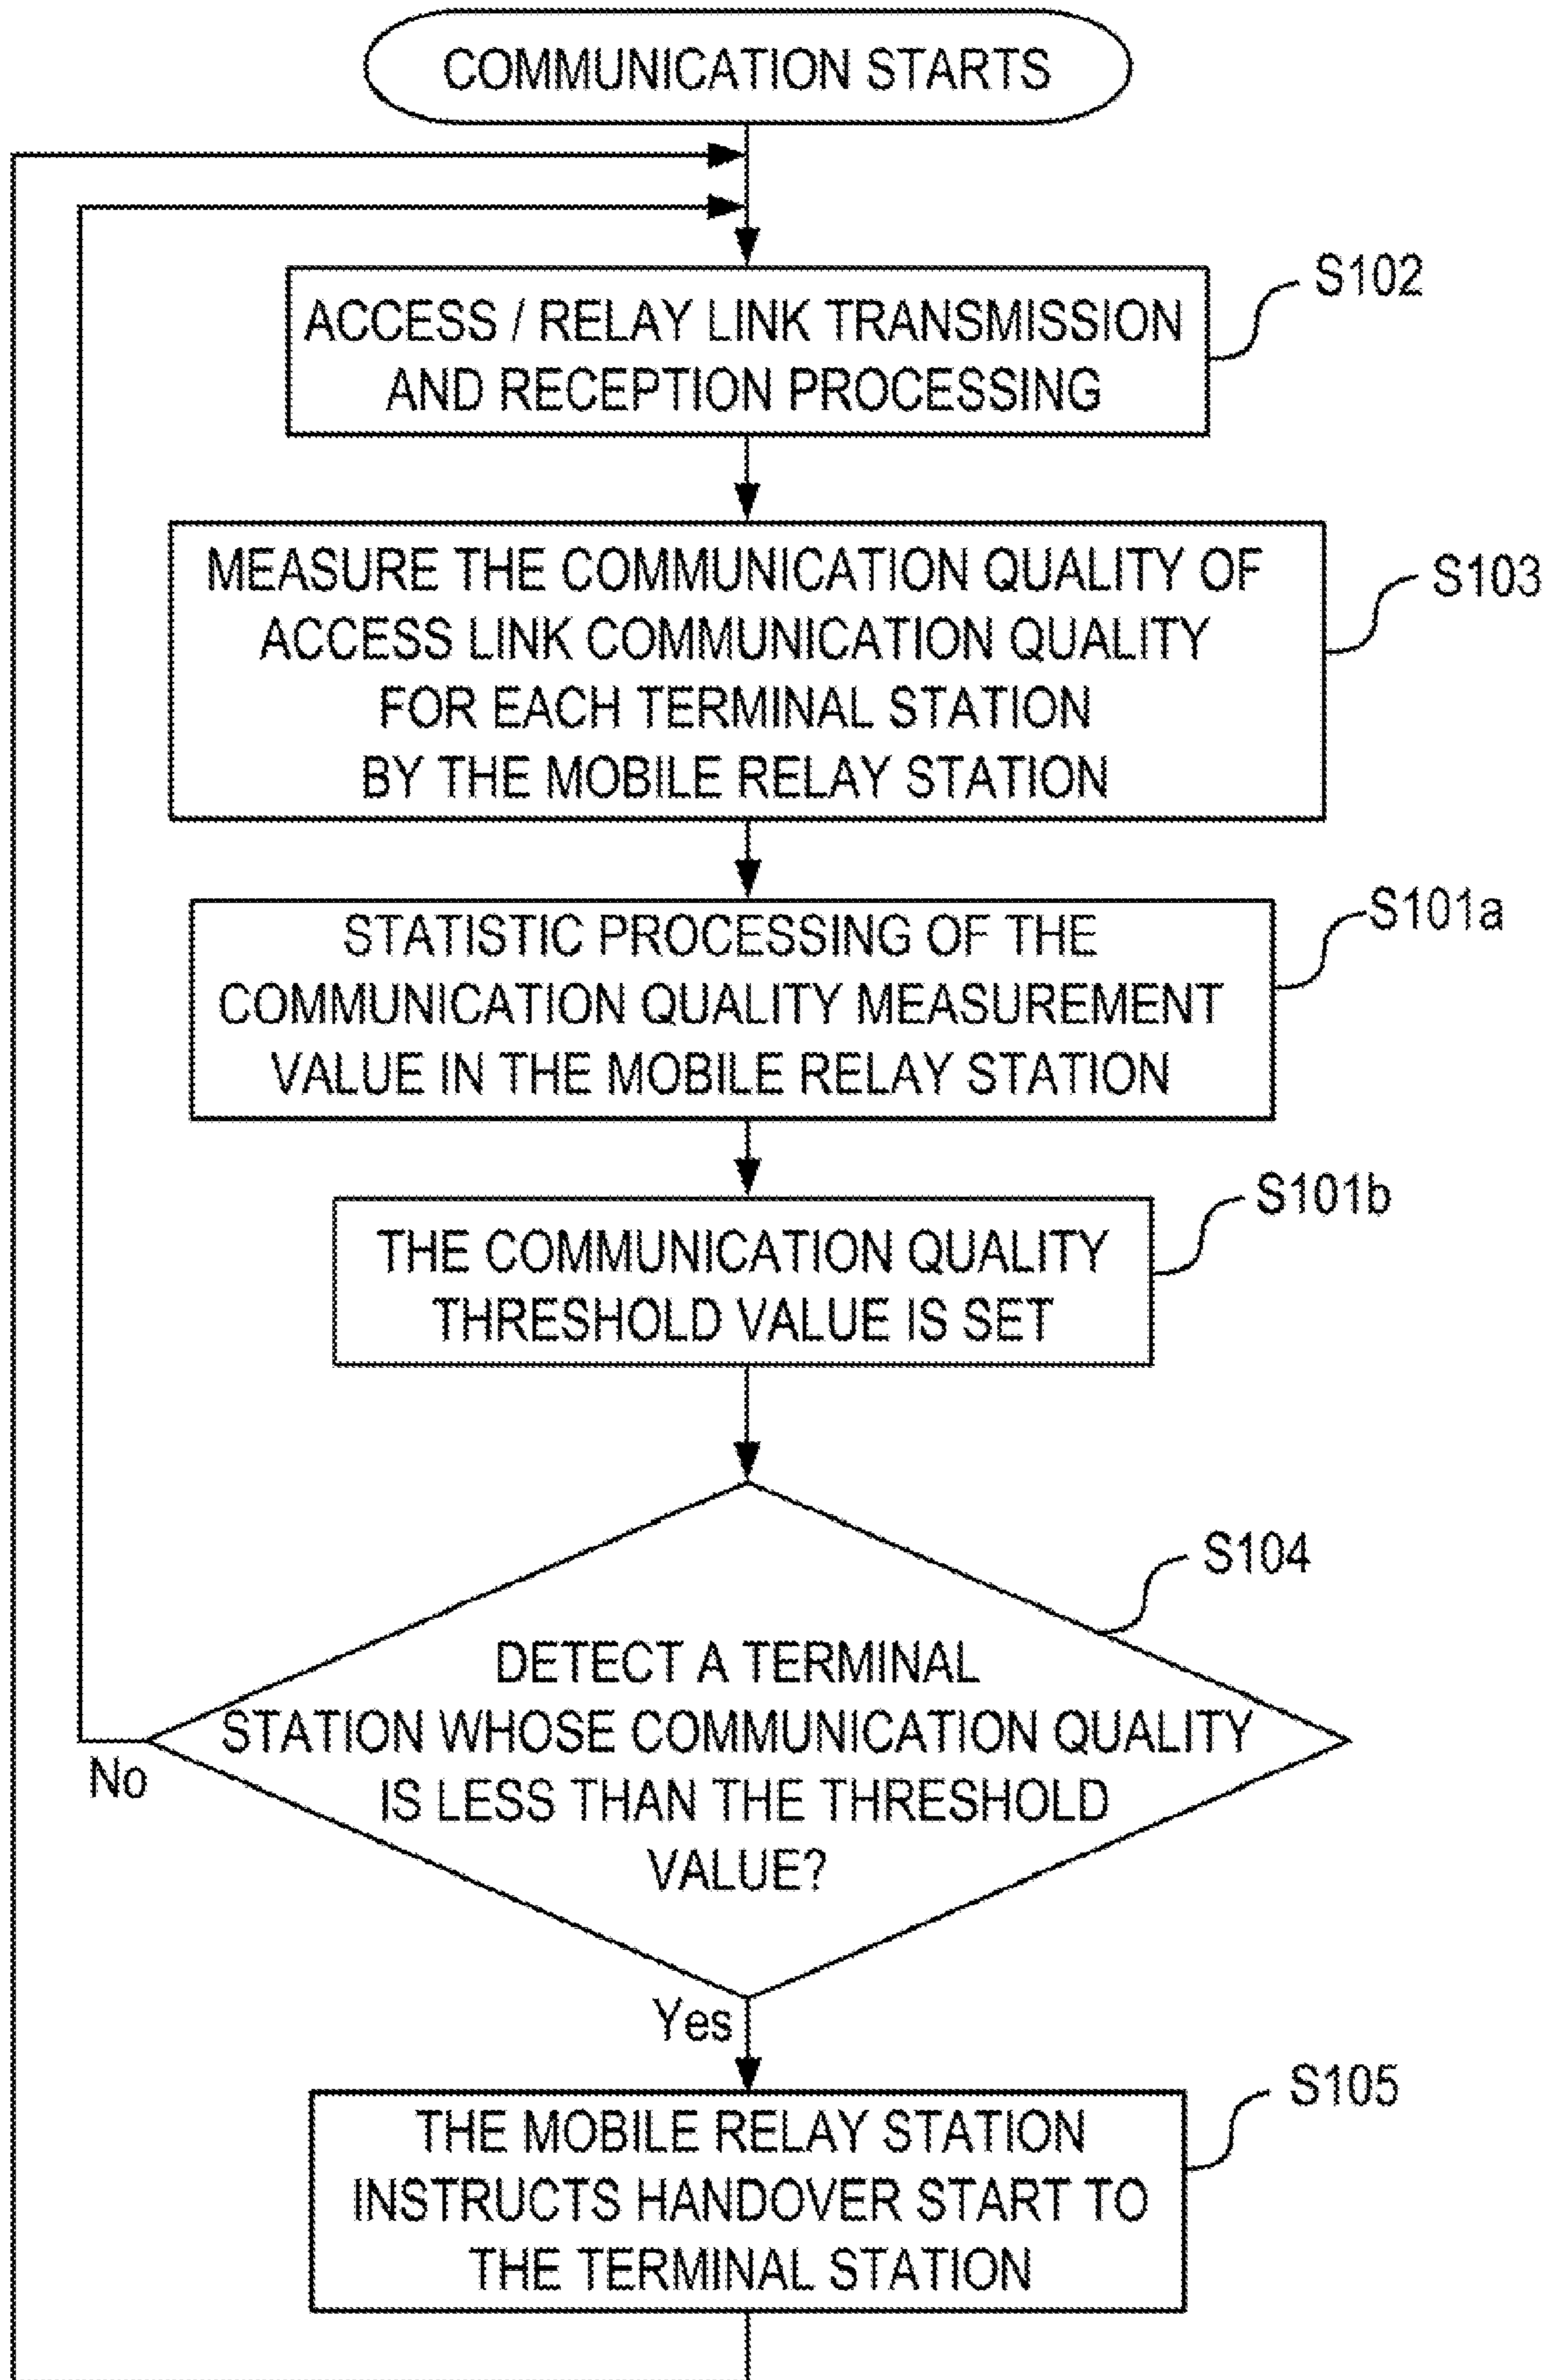 COMMUNICATION STARTS
S102
ACCESS / RELAY LINK TRANSMISSION
AND RECEPTION PROCESSING
S103
MEASURE THE COMMUNICATION QUALITY OF
ACCESS LINK COMMUNICATION QUALITY
FOR EACH TERMINAL STATION
BY THE MOBILE RELAY STATION
S101a
STATISTIC PROCESSING OF THE
COMMUNICATION QUALITY MEASUREMENT
VALUE IN THE MOBILE RELAY STATION
S101b
THE COMMUNICATION QUALITY
THRESHOLD VALUE IS SET
S104
DETECT A TERMINAL
STATION WHOSE COMMUNICATION QUALITY
IS LESS THAN THE THRESHOLD
VALUE?
No
Yes
S105
THE MOBILE RELAY STATION
INSTRUCTS HANDOVER START TO
THE TERMINAL STATION